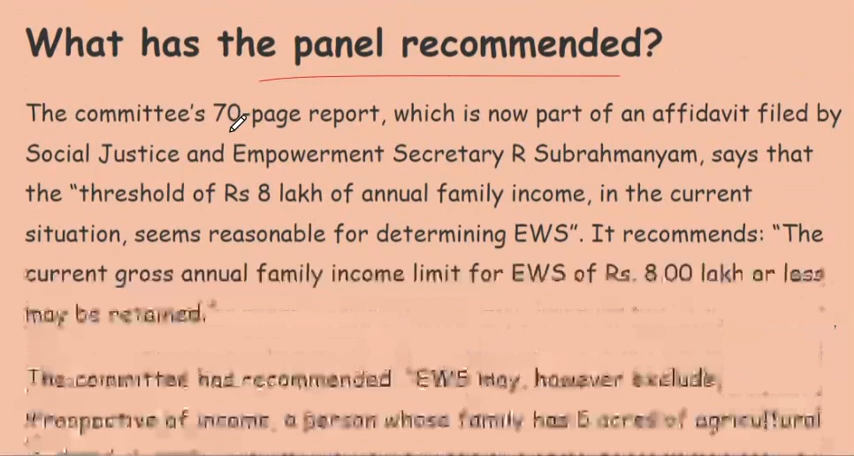 What has the panel recommended?
The committee's 70-page report, which is now part of an affidavit filed by
Social Justice and Empowerment Secretary R Subrahmanyam, says that
the “threshold of Rs 8 lakh of annual family income, in the current
situation, seems reasonable for determining EWS”. It recommends: “The
current gross annual family income limit for EWS of Rs. 8.00 lakh or less
may be retained.”
The committee has recommended “EWS may, however exclude,
irrespective of income, a person whose family has 5 acres of agricultural